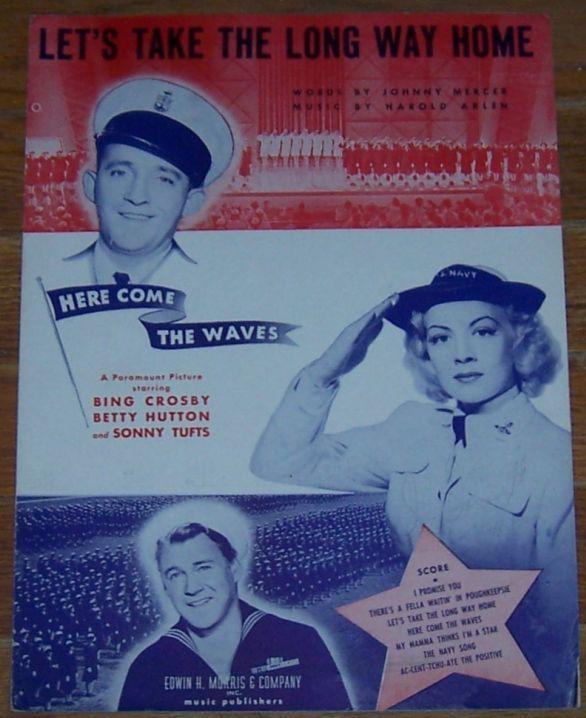 LET'S TAKE THE LONG WAY HOME
WORDS BY JOHNNY MERCER
MUSIC BY HAROLD ARLEN
U.S. NAVY
HERE COME
THE WAVES
A Paramount Picture
starring
BING CROSBY
BETTY HUTTON
and SONNY TUFTS
SCORE
I PROMISE YOU
THERE'S A FELLA WAITIN' IN POUGHKEEPSIE
LET'S TAKE THE LONG WAY HOME
HERE COME THE WAVES
MY MAMMA THINKS I'M A STAR
THE NAVY SONG
AC-CENT-TCHU-ATE THE POSITIVE
EDWIN H. MORRIS & COMPANY
INC.
music publishers